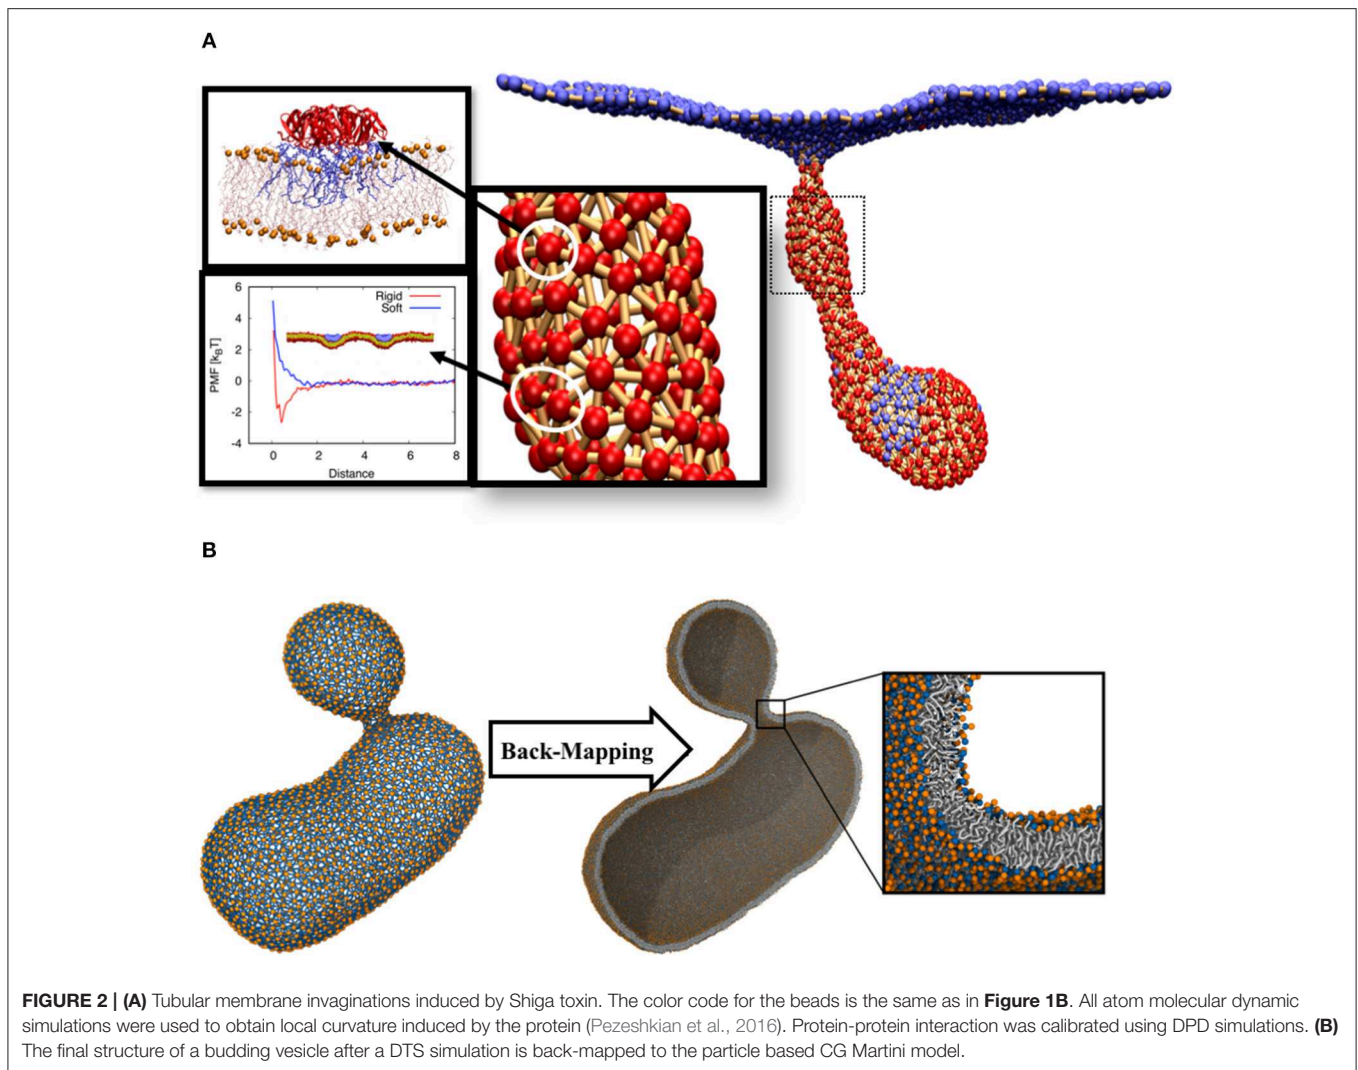 A
6
4
2
0
-2
-4
PMF [kBT]
Rigid
Soft
0 2 4 6 8
Distance
B
Back-Mapping
FIGURE 2 | (A) Tubular membrane invaginations induced by Shiga toxin. The color code for the beads is the same as in Figure 1B. All atom molecular dynamic
simulations were used to obtain local curvature induced by the protein (Pezeshkian et al., 2016). Protein-protein interaction was calibrated using DPD simulations. (B)
The final structure of a budding vesicle after a DTS simulation is back-mapped to the particle based CG Martini model.